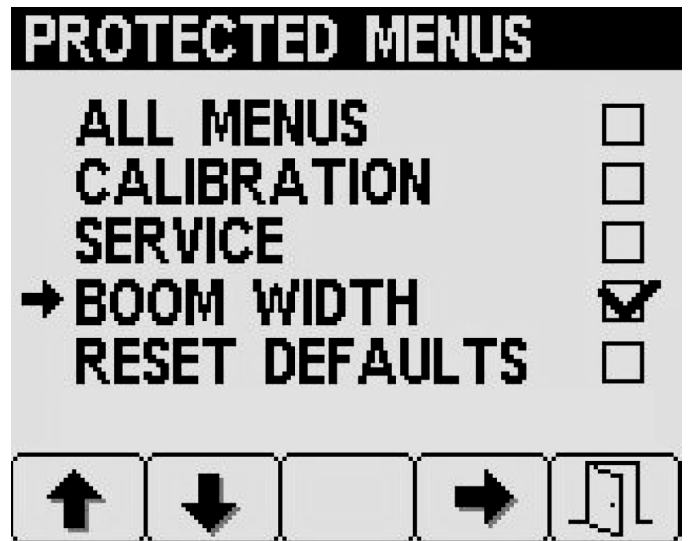 PROTECTED MENUS
ALL MENUS
CALIBRATION
SERVICE
BOOM WIDTH
RESET DEFAULTS